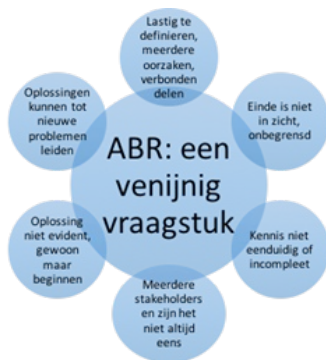 Lastig te
definieren,
meerdere
oorzaken,
verbonden
delen
Einde is niet
in zicht,
onbegrensd
Kennis niet
eenduidig of
incompleet
Meerdere
stakeholders
en zijn het
niet altijd
eens
Oplossing
niet evident,
gewoon
maar
beginnen
Oplossingen
kunnen tot
nieuwe
problemen
leiden
ABR: een
venijnig
vraagstuk